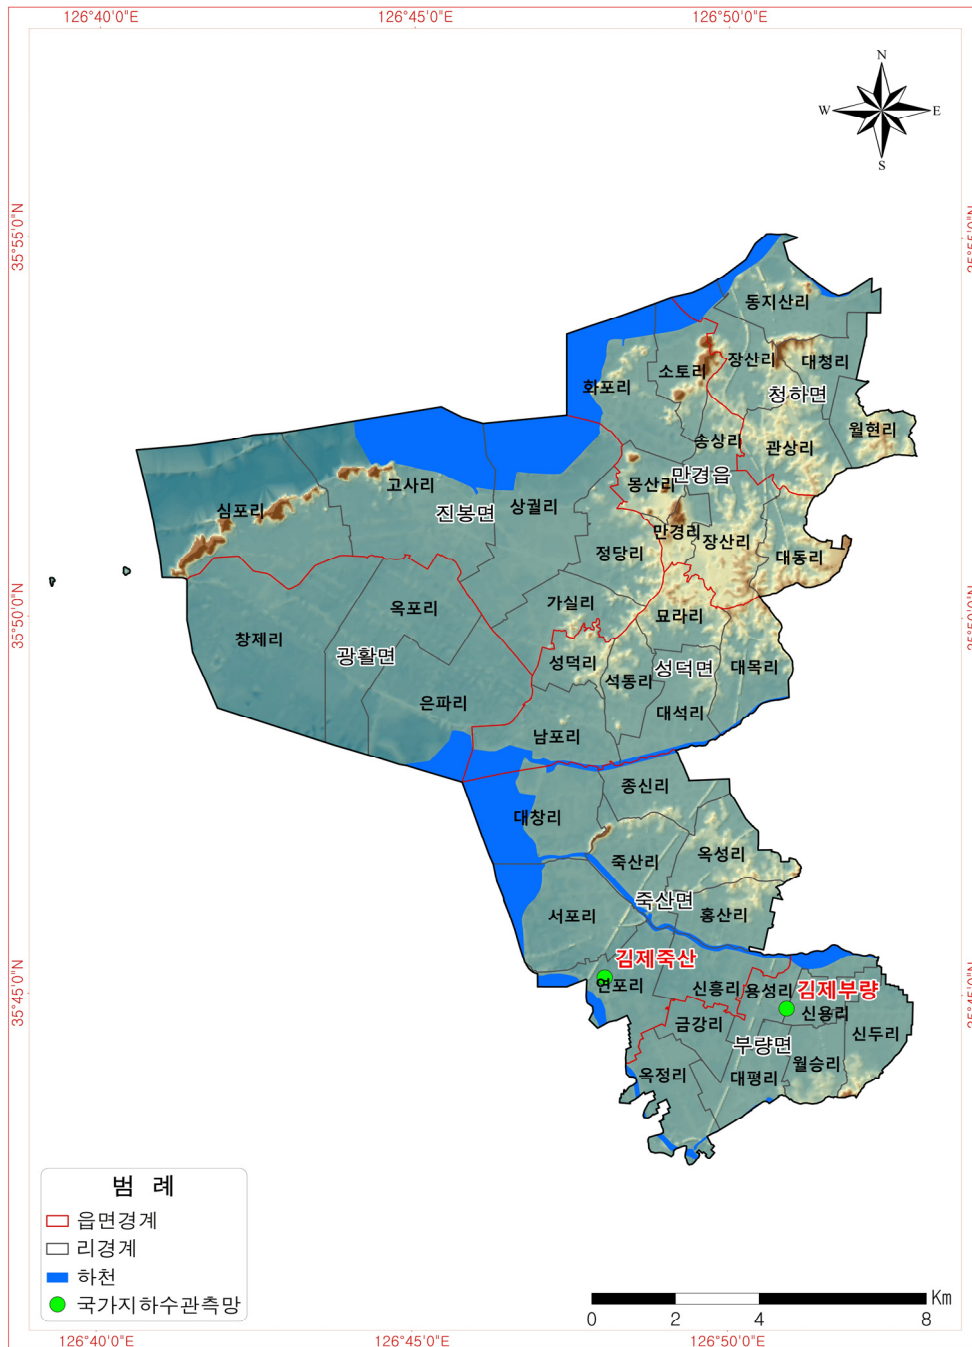 126°40'0"E
126°45'0"E
126°50'0"E
N
W
E
S
35°55'0"N
35°55'0"N
동지산리
장산리
대청리
소토리
화포리
청하면
월현리
송상리
관상리
만경읍
몽산리
고사리
상궐리
심포리
진봉면
만경리
장산리
정당리
대동리
35°50'0"N
35°50'0"N
가실리
옥포리
묘라리
창제리
광활면
성덕리
성덕면
대목리
석동리
은파리
대석리
남포리
종신리
대창리
옥성리
죽산리
죽산면
서포리
홍산리
김제죽산
35°45'0"N
35°45'0"N
연포리
신흥리
용성리
김제부량
신용리
금강리
신두리
부량면
월승리
옥정리
대평리
범 례
읍면경계
리경계
하천
국가지하수관측망
Km
0
2
4
8
126°40'0"E
126°45'0"E
126°50'0"E